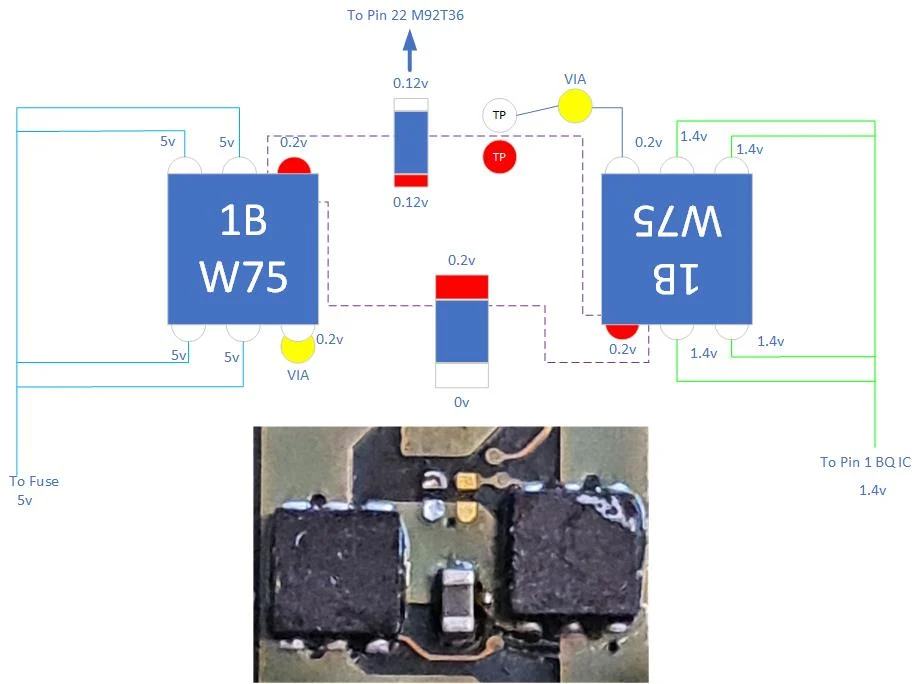 To Pin 22 M92T36
0.12v
VIA
TP
5v
5v
0.2v
0.2v
1.4v
1.4v
TP
0.12v
1B
W75
W75
1B
0.2v
5v
5v
0.2v
VIA
0.2v
1.4v
1.4v
0v
To Fuse
5v
To Pin 1 BQ IC
1.4v